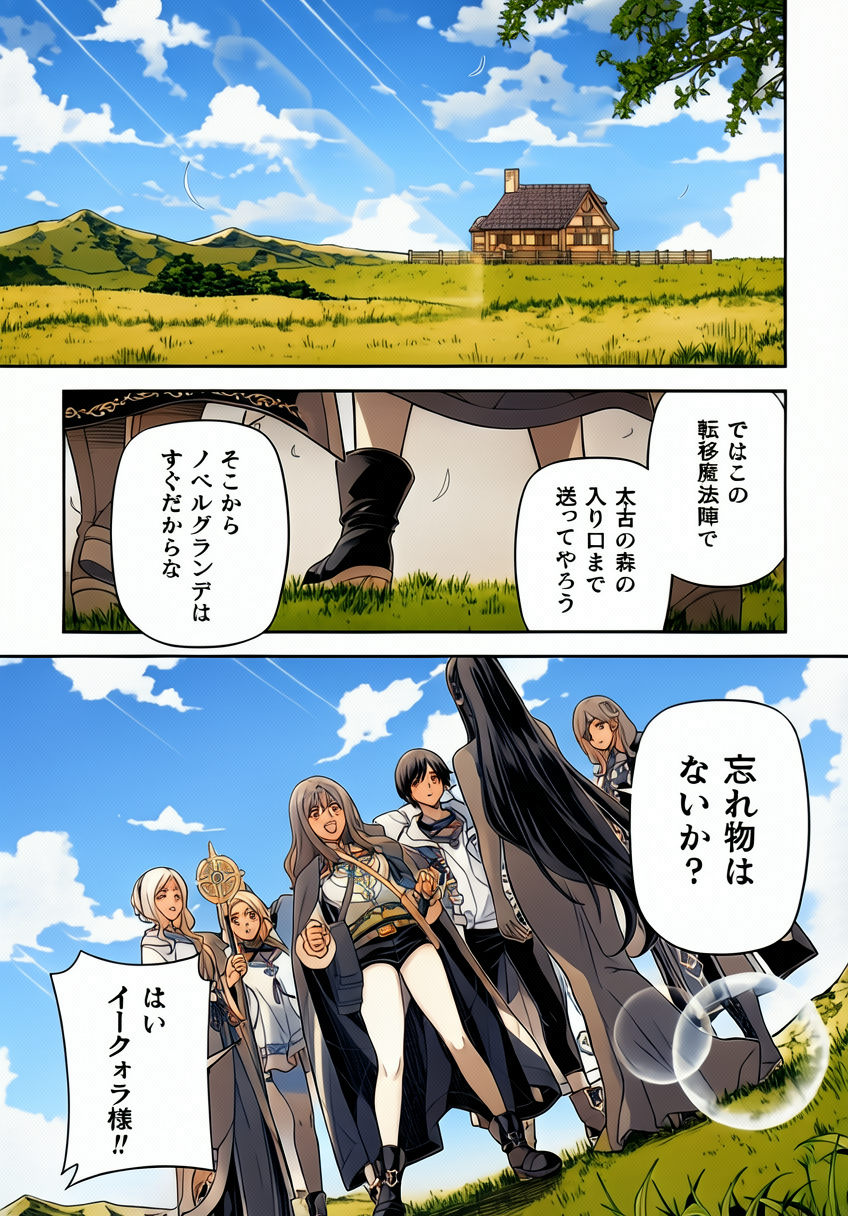 ではこの
転移魔法陣で
太古の森の
入り口まで
送ってやろう
そこから
ノベルグランデは
すぐだからな
忘れ物は
ないか？
はい
イークォラ様!!